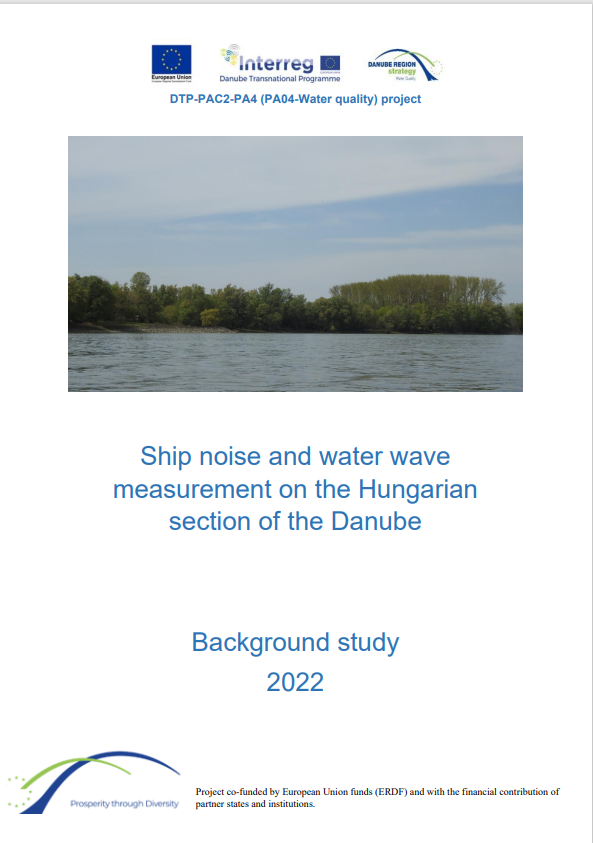 European Union
Interreg
Danube Transnational Programme
DANUBE REGION
strategy
Water Quality
DTP-PAC2-PA4 (PA04-Water quality) project
Ship noise and water wave
measurement on the Hungarian
section of the Danube
Background study
2022
Prosperity through Diversity
Project co-funded by European Union funds (ERDF) and with the financial contribution of
partner states and institutions.